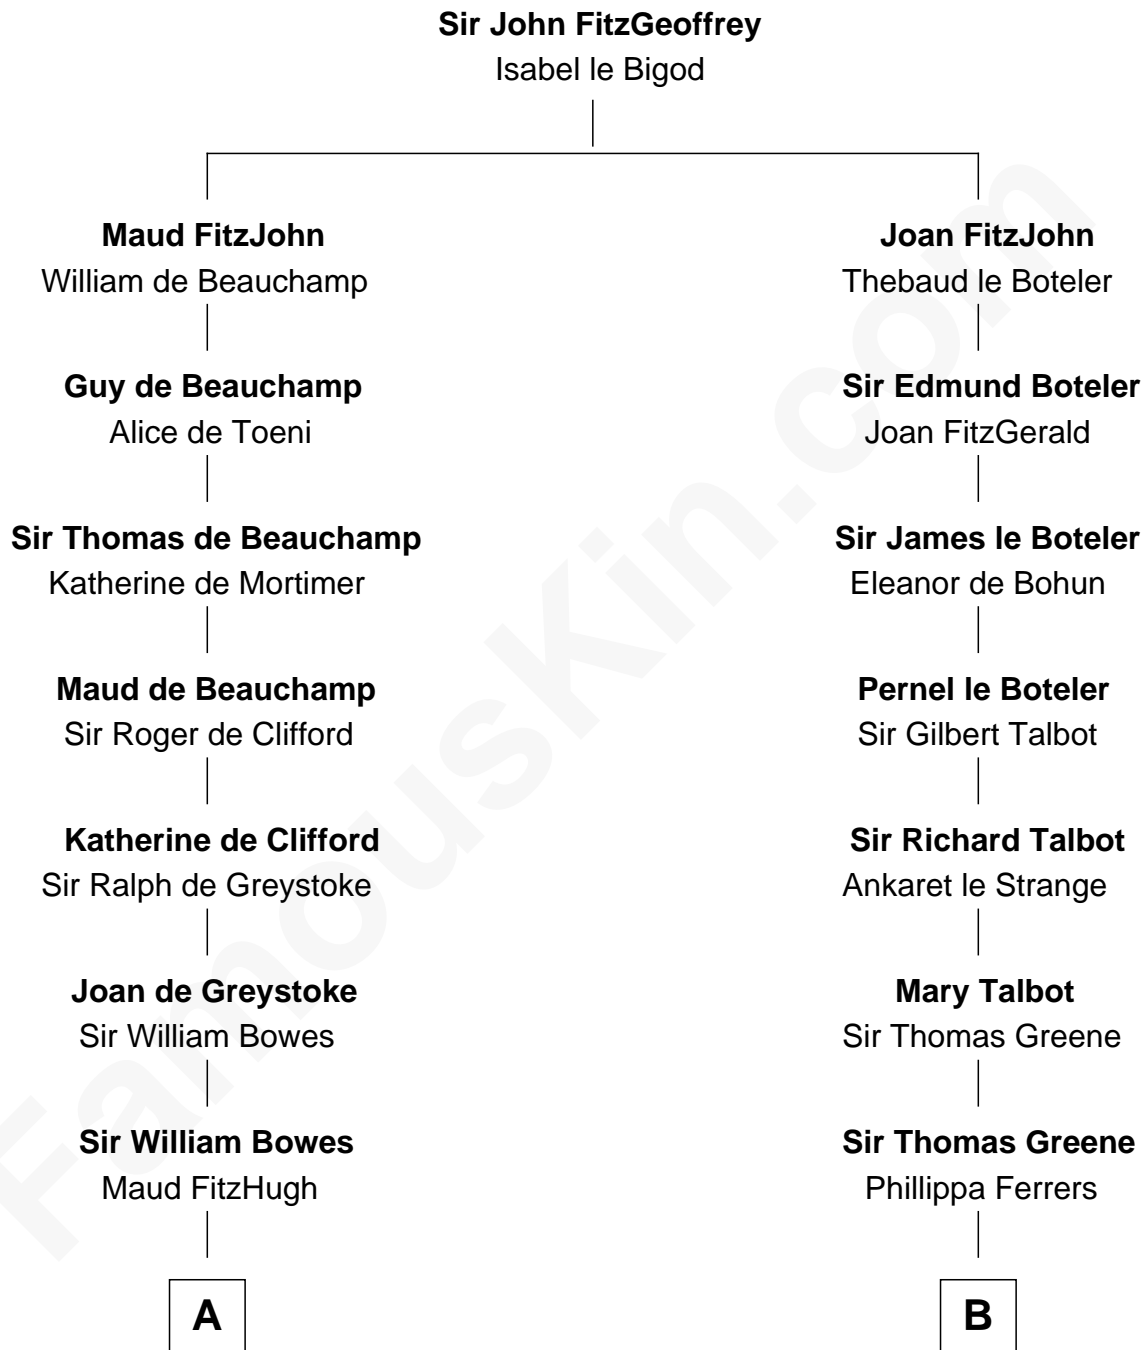 Sir John FitzGeoffrey
Isabel le Bigod
Maud FitzJohn
William de Beauchamp
Joan FitzJohn
Thebaud le Boteler
Guy de Beauchamp
Alice de Toeni
Sir Edmund Boteler
Joan FitzGerald
Sir Thomas de Beauchamp
Katherine de Mortimer
Sir James le Boteler
Eleanor de Bohun
Maud de Beauchamp
Sir Roger de Clifford
Pernel le Boteler
Sir Gilbert Talbot
Katherine de Clifford
Sir Ralph de Greystoke
Sir Richard Talbot
Ankaret le Strange
Joan de Greystoke
Sir William Bowes
Mary Talbot
Sir Thomas Greene
Sir William Bowes
Maud FitzHugh
Sir Thomas Greene
Phillippa Ferrers
A
B
FamousKin.com